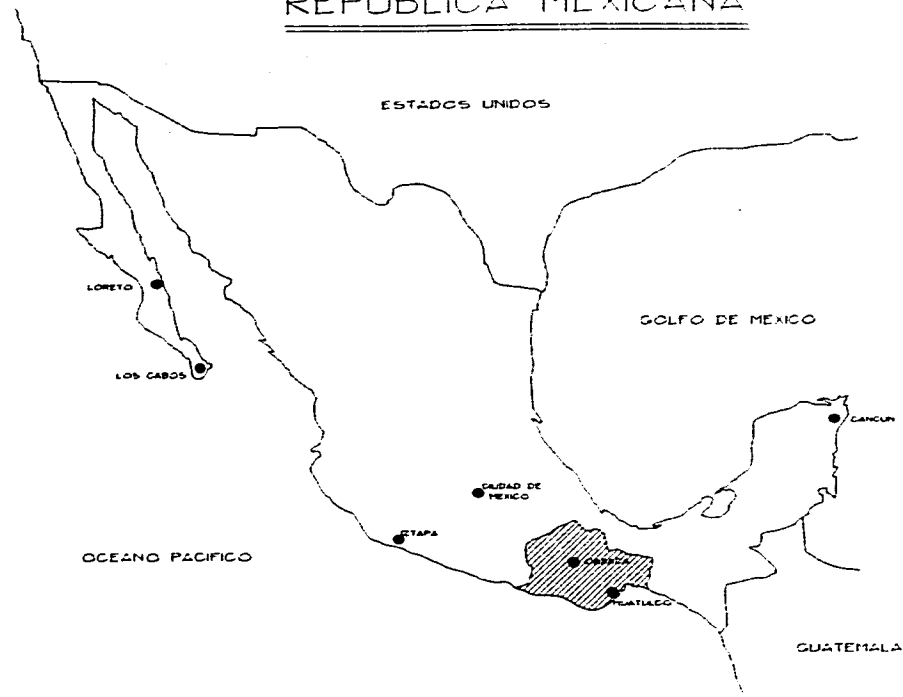 REPUBLICA MEXICANA
ESTADOS UNIDOS
LORETO
GOLFO DE MEXICO
LOS CABOS
CANCUN
CIUDAD DE
MEXICO
IZTAPA
OCEANO PACIFICO
OAXACA
HUATULCO
GUATEMALA